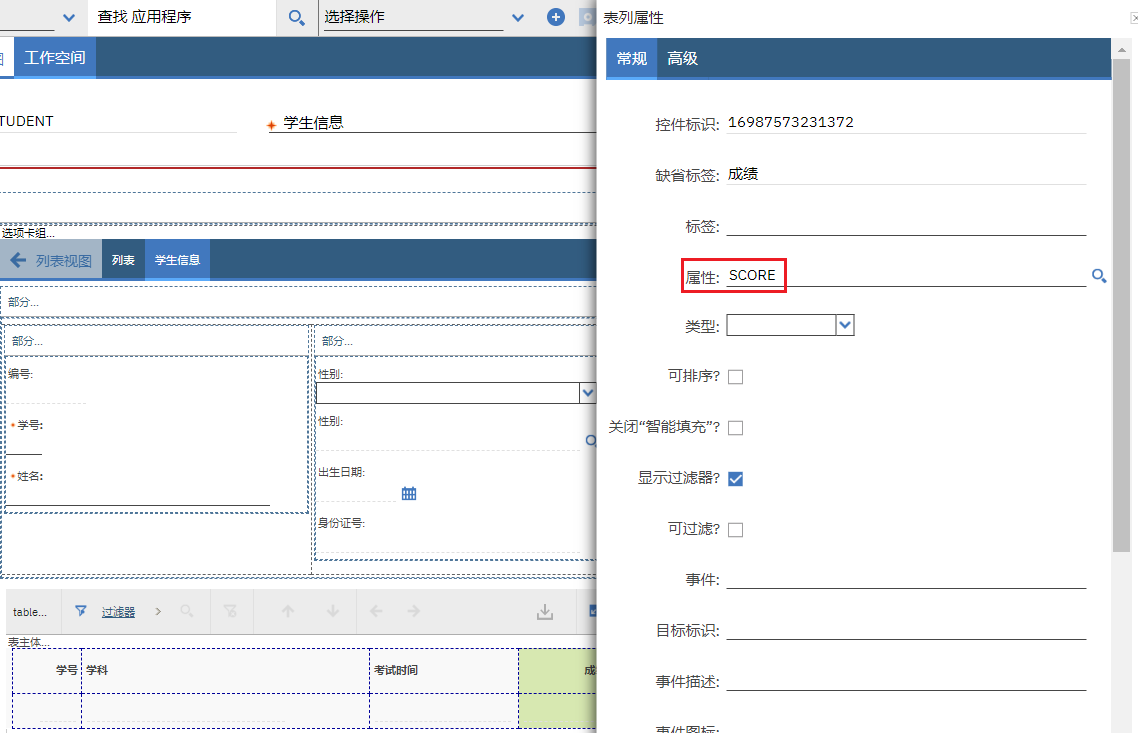 查找 应用程序
选择操作
工作空间
TUDENT
学生信息
选项卡组...
列表视图
列表
学生信息
部分...
部分...
部分...
编号:
*学号:
*姓名:
性别:
性别:
出生日期:
身份证号:
table...
过滤器
表主体...
学号
学科
考试时间
表列属性
常规
高级
控件标识: 16987573231372
缺省标签: 成绩
标签:
属性: SCORE
类型:
可排序?
关闭“智能填充”?
显示过滤器?
可过滤?
事件:
目标标识:
事件描述:
事件图标: